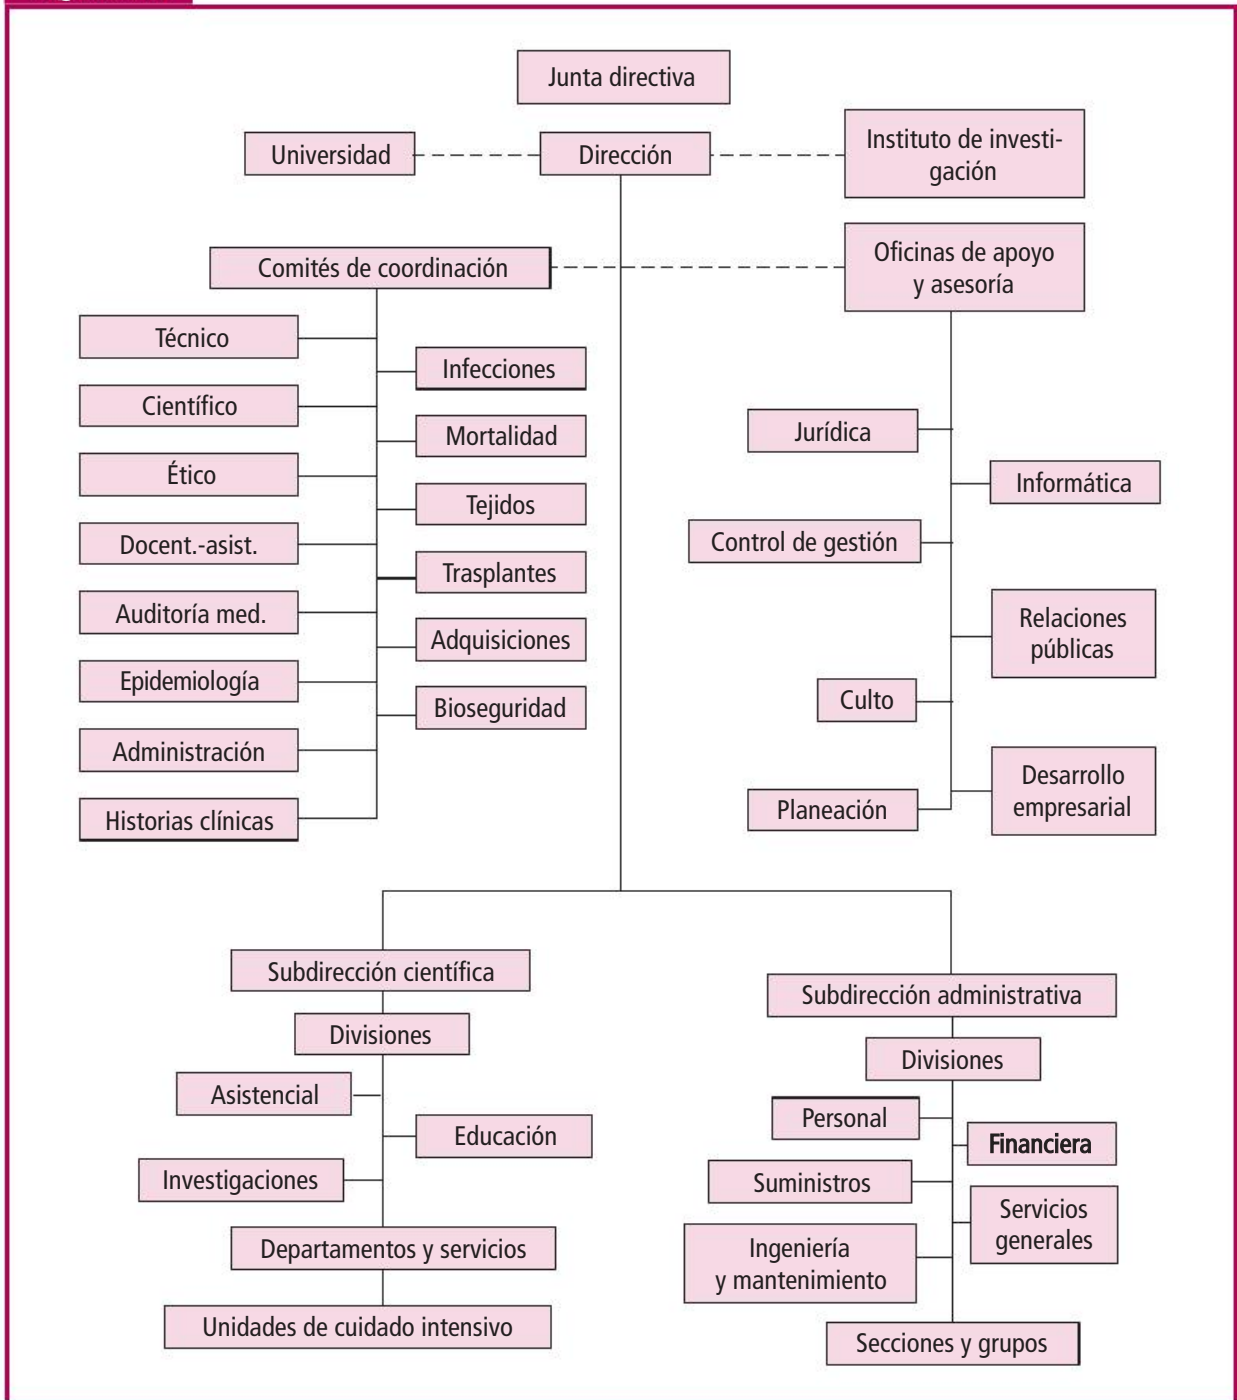 Junta directiva
Universidad
Dirección
Instituto de investi-
gación
Comités de coordinación
Oficinas de apoyo
y asesoría
Técnico
Infecciones
Científico
Mortalidad
Ético
Tejidos
Docent.-asist.
Trasplantes
Auditoría med.
Adquisiciones
Epidemiología
Bioseguridad
Administración
Historias clínicas
Jurídica
Informática
Control de gestión
Relaciones
públicas
Culto
Desarrollo
empresarial
Planeación
Subdirección científica
Divisiones
Asistencial
Educación
Investigaciones
Departamentos y servicios
Unidades de cuidado intensivo
Subdirección administrativa
Divisiones
Personal
Financiera
Suministros
Servicios
generales
Ingeniería
y mantenimiento
Secciones y grupos